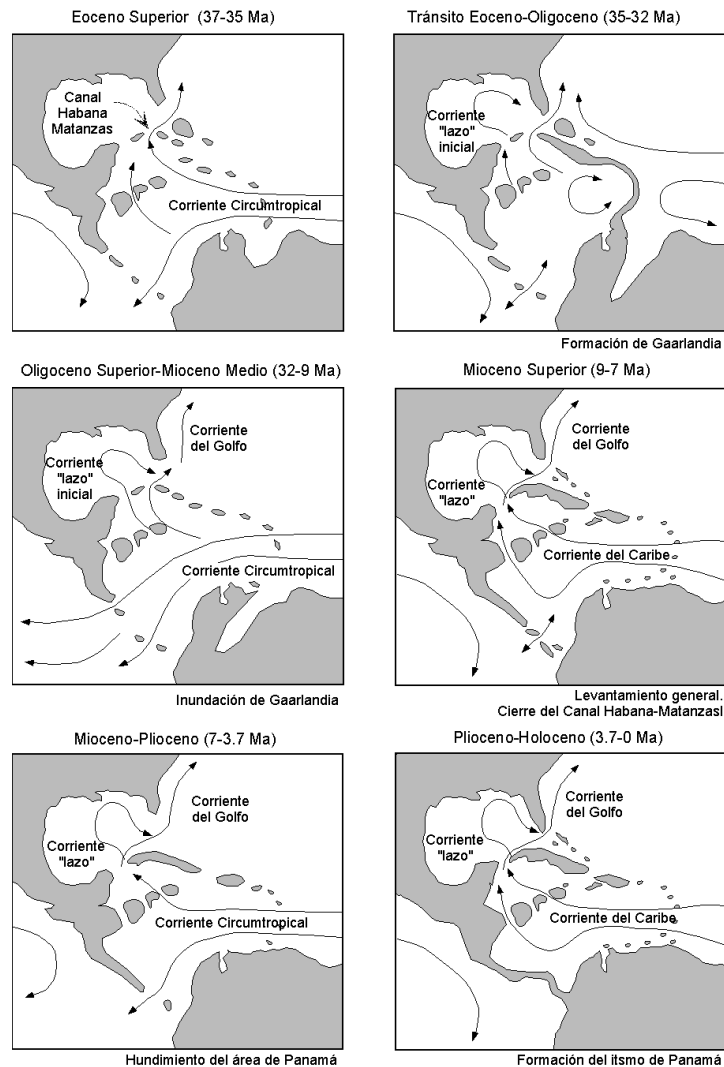 Eoceno Superior (37-35 Ma)
Canal
Habana
Matanzas
Corriente Circumtropical
Tránsito Eoceno-Oligoceno (35-32 Ma)
Corriente
"lazo"
inicial
Formación de Gaarlandia
Oligoceno Superior-Mioceno Medio (32-9 Ma)
Corriente
del Golfo
Corriente
"lazo"
inicial
Corriente Circumtropical
Inundación de Gaarlandia
Mioceno Superior (9-7 Ma)
Corriente
del Golfo
Corriente
"lazo"
Corriente del Caribe
Levantamiento general.
Cierre del Canal Habana-Matanzasl
Mioceno-Plioceno (7-3.7 Ma)
Corriente
del Golfo
Corriente
"lazo"
Corriente Circumtropical
Hundimiento del área de Panamá
Plioceno-Holoceno (3.7-0 Ma)
Corriente
del Golfo
Corriente
"lazo"
Corriente del Caribe
Formación del itsmo de Panamá